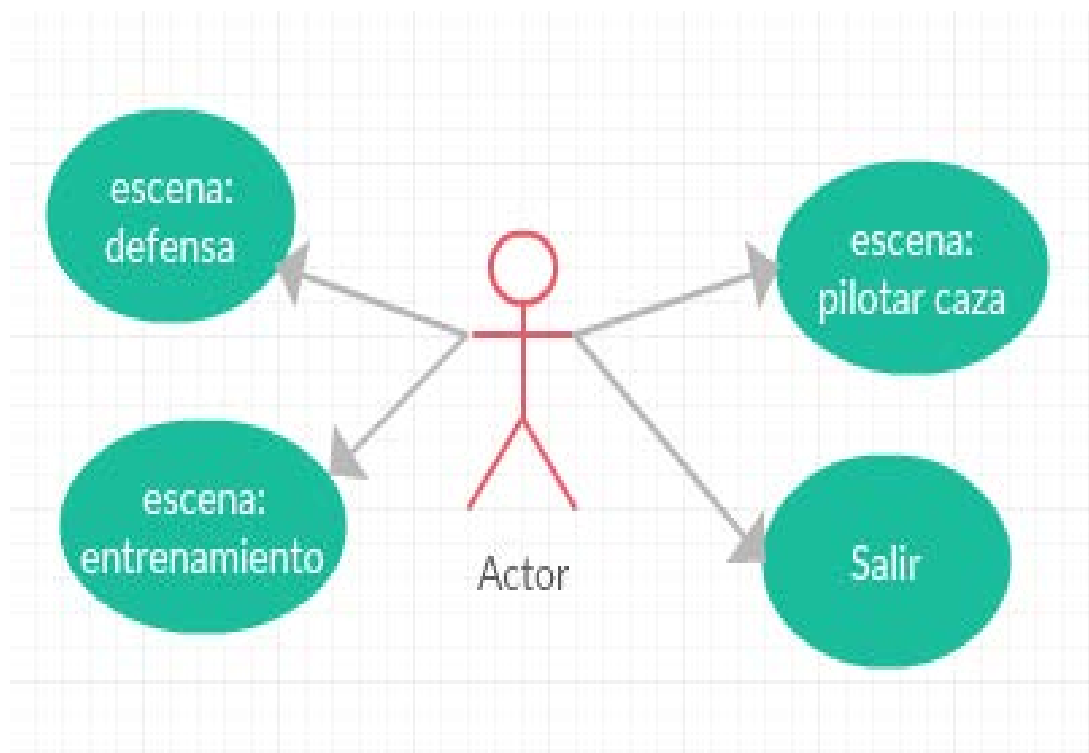 escena:
defensa
escena:
pilotar caza
escena:
entrenamiento
Actor
Salir